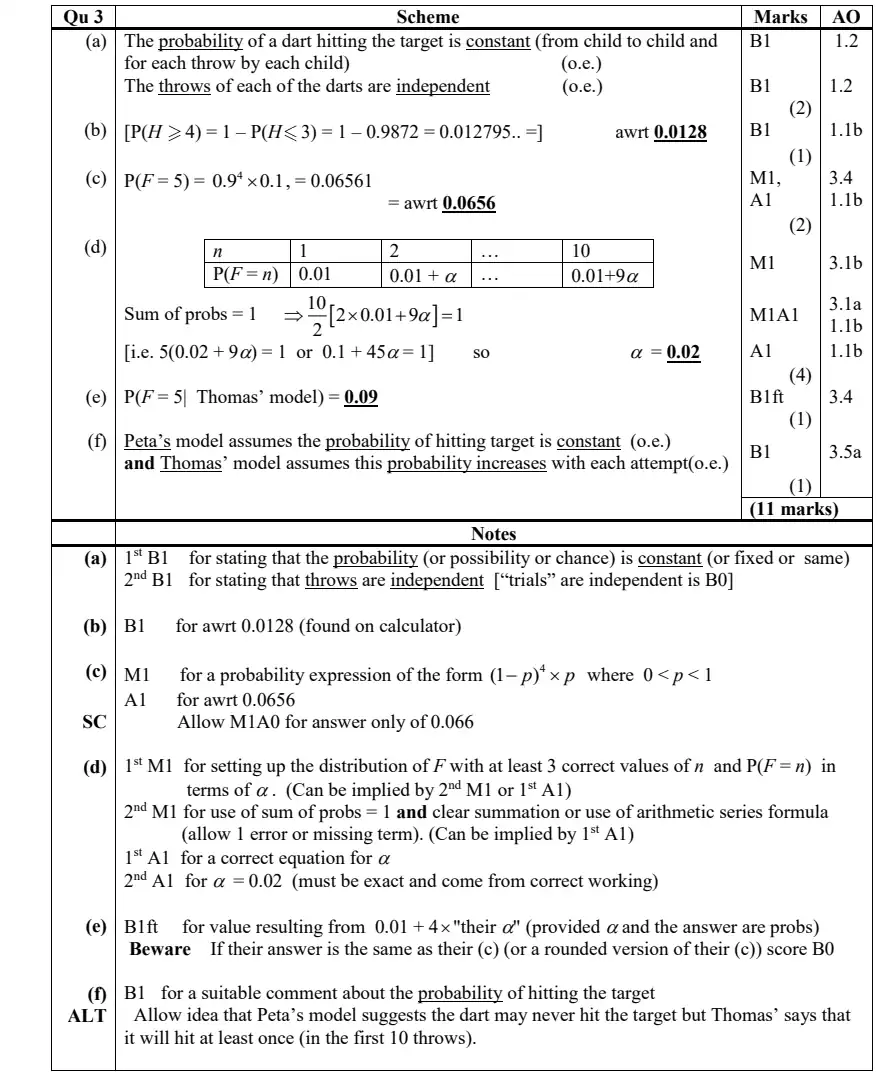 Qu 3 Scheme Marks AO
(a) The probability of a dart hitting the target is constant (from child to child and B1 1.2
for each throw by each child) (o.e.)
The throws of each of the darts are independent (o.e.) B1 1.2
(2)
(b) [P(H ⩾ 4) = 1 – P(H ⩽ 3) = 1 – 0.9872 = 0.012795.. =] awrt 0.0128 B1 1.1b
(1)
(c) P(F = 5) = 0.9⁴ × 0.1, = 0.06561 M1, 3.4
= awrt 0.0656 A1 1.1b
(2)
(d) n 1 2 … 10
P(F = n) 0.01 0.01 + α … 0.01+9α M1 3.1b
Sum of probs = 1 ⇒ 10/2 [2×0.01+9α] = 1 M1A1 3.1a 1.1b
[i.e. 5(0.02 + 9α) = 1 or 0.1 + 45α = 1] so α = 0.02 A1 1.1b
(4)
(e) P(F = 5| Thomas’ model) = 0.09 B1ft 3.4
(1)
(f) Peta’s model assumes the probability of hitting target is constant (o.e.)
and Thomas’ model assumes this probability increases with each attempt(o.e.) B1 3.5a
(1)
(11 marks)
Notes
(a) 1st B1 for stating that the probability (or possibility or chance) is constant (or fixed or same)
2nd B1 for stating that throws are independent [“trials” are independent is B0]
(b) B1 for awrt 0.0128 (found on calculator)
(c) M1 for a probability expression of the form (1 − p)⁴ × p where 0 < p < 1
A1 for awrt 0.0656
SC Allow M1A0 for answer only of 0.066
(d) 1st M1 for setting up the distribution of F with at least 3 correct values of n and P(F = n) in
terms of α. (Can be implied by 2nd M1 or 1st A1)
2nd M1 for use of sum of probs = 1 and clear summation or use of arithmetic series formula
(allow 1 error or missing term). (Can be implied by 1st A1)
1st A1 for a correct equation for α
2nd A1 for α = 0.02 (must be exact and come from correct working)
(e) B1ft for value resulting from 0.01 + 4×"their α" (provided α and the answer are probs)
Beware If their answer is the same as their (c) (or a rounded version of their (c)) score B0
(f) B1 for a suitable comment about the probability of hitting the target
ALT Allow idea that Peta’s model suggests the dart may never hit the target but Thomas’ says that
it will hit at least once (in the first 10 throws).